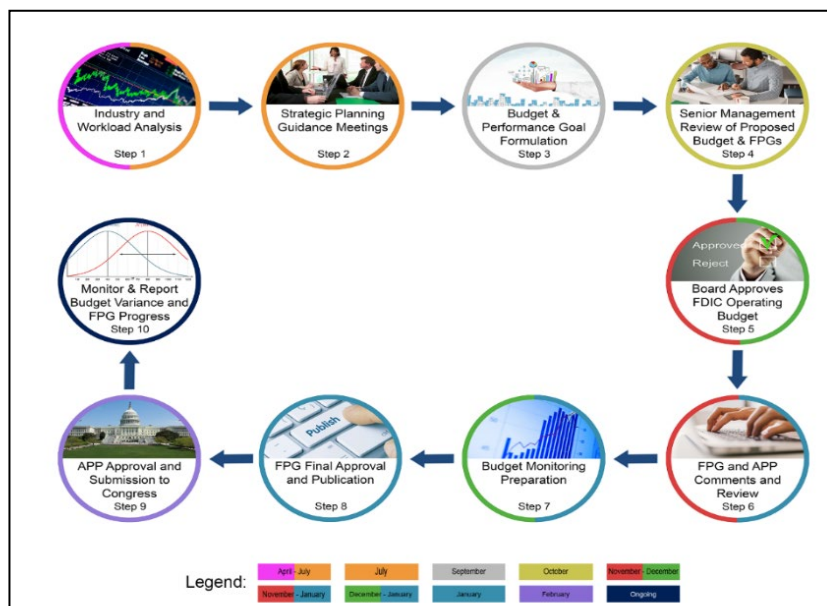 Industry and
Workload Analysis
Step 1
Strategic Planning
Guidance Meetings
Step 2
Budget &
Performance Goal
Formulation
Step 3
Senior Management
Review of Proposed
Budget & FPGs
Step 4
Approved
Reject
Board Approves
FDIC Operating
Budget
Step 5
FPG and APP
Comments and
Review
Step 6
Budget Monitoring
Preparation
Step 7
Publish
FPG Final Approval
and Publication
Step 8
APP Approval and
Submission to
Congress
Step 9
Monitor & Report
Budget Variance and
FPG Progress
Step 10
Legend:
April - July
July
September
October
November - December
November - January
December - January
January
February
Ongoing